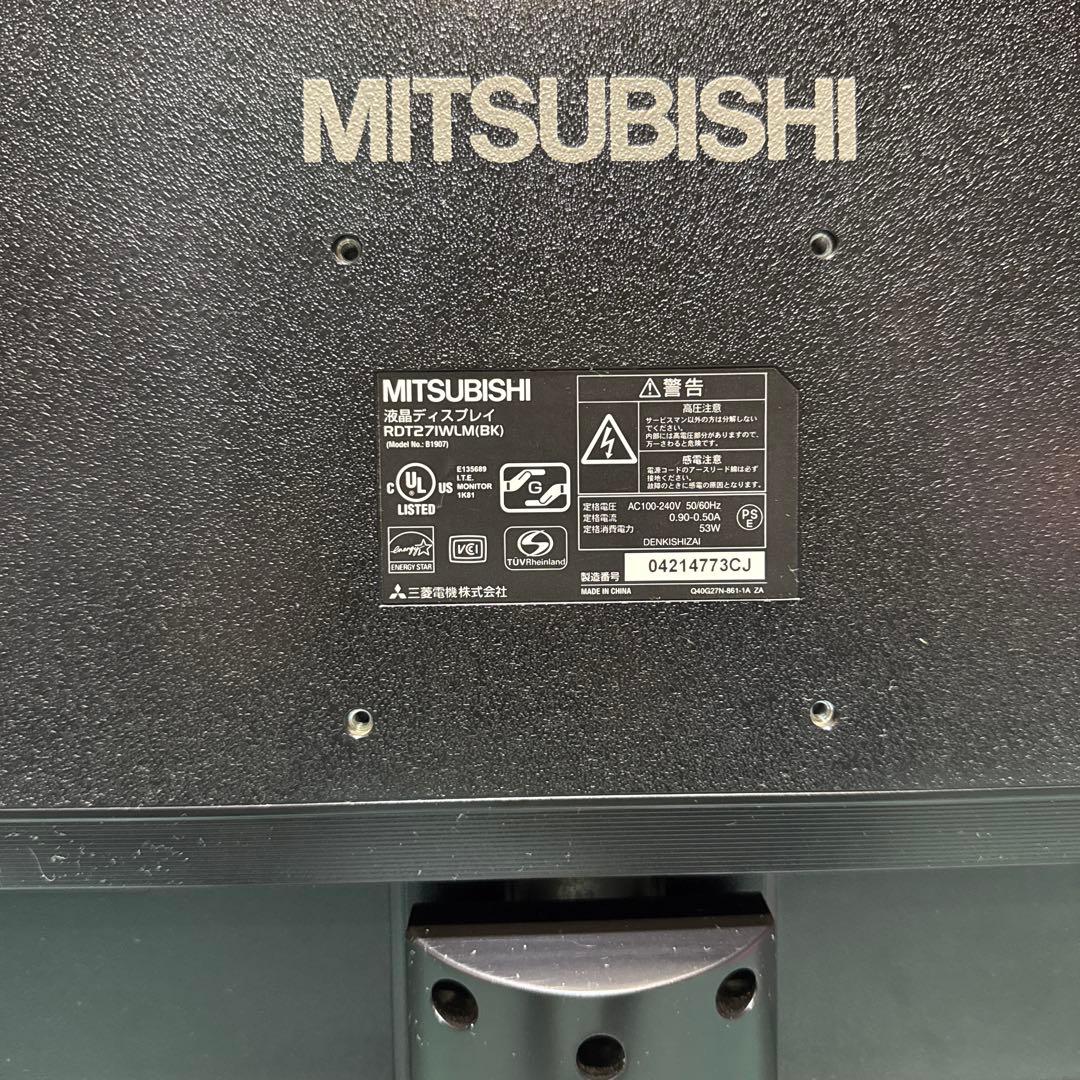 MITSUBISHI
MITSUBISHI
液晶ディスプレイ
RDT271WLM(BK)
(Model No.: B1907)
C UL US
LISTED
E135689
I.T.E.
MONITOR
1K81
G
energy
ENERGY STAR
VCCI
TÜVRheinland
三菱電機株式会社
⚠警告
高圧注意
サービスマン以外の方は分解しない
でください。
内部には高電圧部分がありますので、
万一さわると危険です。
感電注意
電源コードのアースリード線は必ず
接地ください。
故障のときに感電の原因となります。
定格電圧 AC100-240V 50/60Hz
定格電流 0.90-0.50A
定格消費電力 53W
PS
E
DENKISHIZAI
製造番号 04214773CJ
MADE IN CHINA Q40G27N-861-1A ZA